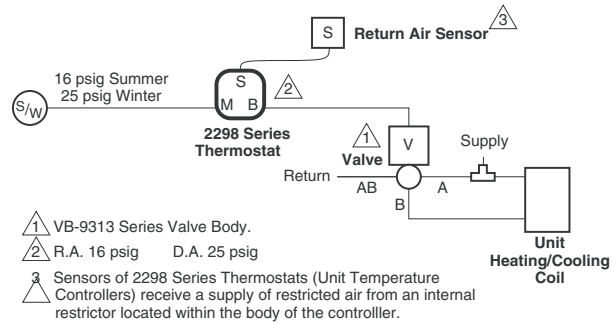 S
Return Air Sensor
3
S/W
16 psig Summer
25 psig Winter
S
M B
2
2298 Series
Thermostat
1
Valve
V
Supply
Return
AB
A
B
Unit
Heating/Cooling
Coil
1 VB-9313 Series Valve Body.
2 R.A. 16 psig D.A. 25 psig
3 Sensors of 2298 Series Thermostats (Unit Temperature
Controllers) receive a supply of restricted air from an internal
restrictor located within the body of the controlller.